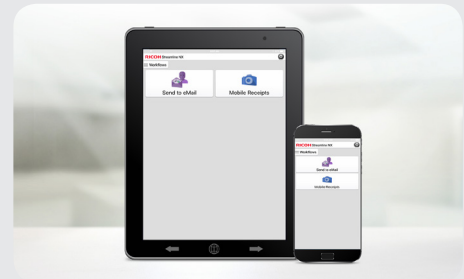 RICOH Streamline NX
Workflows
Send to eMail
Mobile Receipts
RICOH Streamline NX
Workflows
Send to eMail
Mobile Receipts